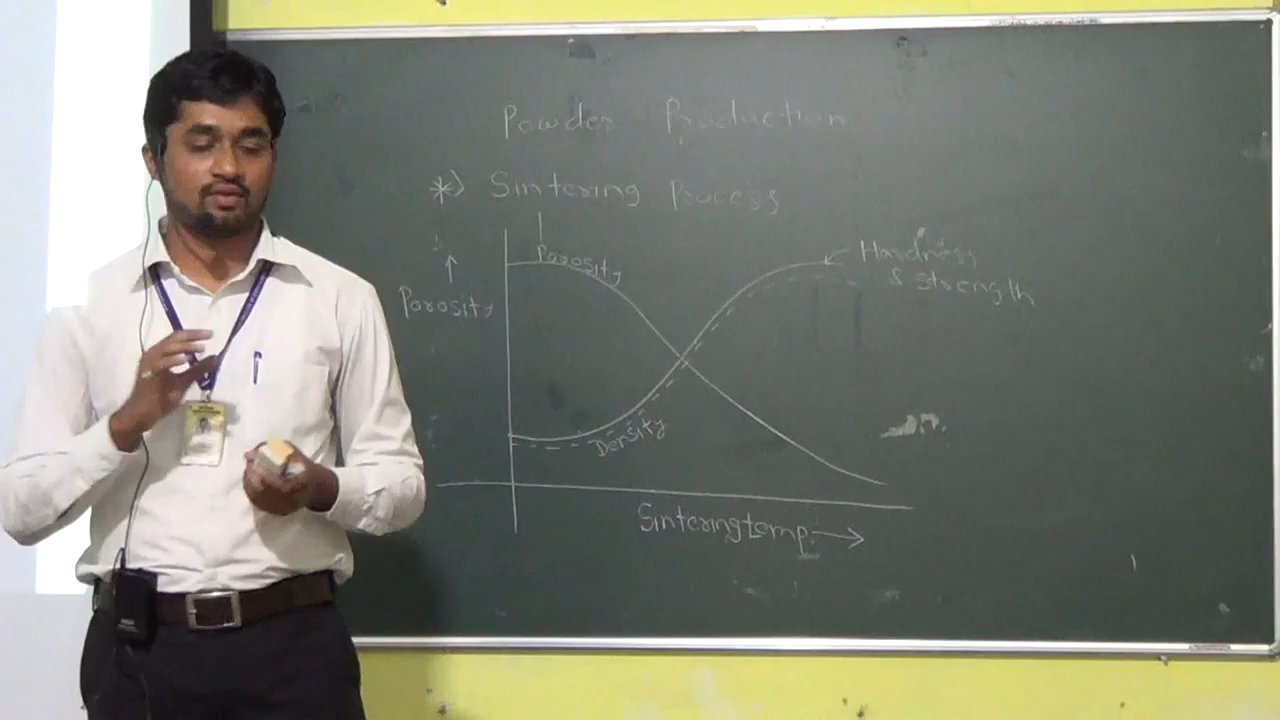 Powder Production
*) Sintering Process
Porosity
Porosity
Hardness
& Strength
Density
Sintering temp.